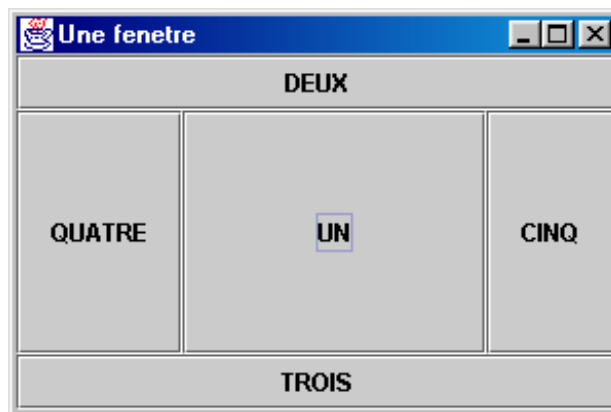 Une fenetre
DEUX
QUATRE
UN
CINQ
TROIS